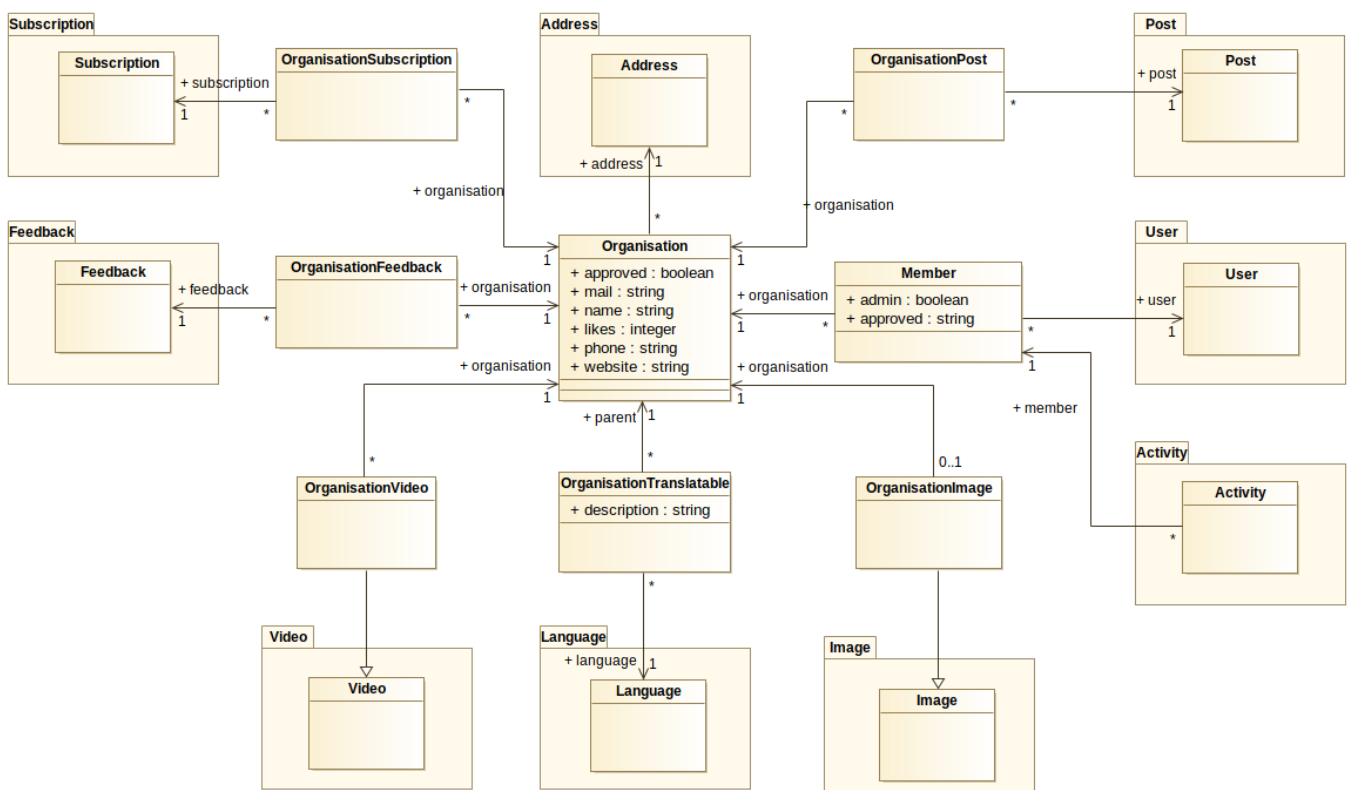 Subscription
Address
Post
Subscription
OrganisationSubscription
Address
OrganisationPost
Post
+ subscription
1
*
*
+ post
1
*
*
+ address
1
*
+ organisation
1
+ organisation
1
Feedback
User
Organisation
+ approved : boolean
+ mail : string
+ name : string
+ likes : integer
+ phone : string
+ website : string
Feedback
OrganisationFeedback
+ feedback
1
*
+ organisation
*
1
Member
+ admin : boolean
+ approved : string
+ organisation
1
*
User
+ user
*
1
+ organisation
1
*
+ parent
1
*
+ organisation
1
0..1
1
+ member
*
Activity
Activity
OrganisationVideo
OrganisationTranslatable
+ description : string
OrganisationImage
*
Video
Language
Image
+ language
1
Video
Language
Image